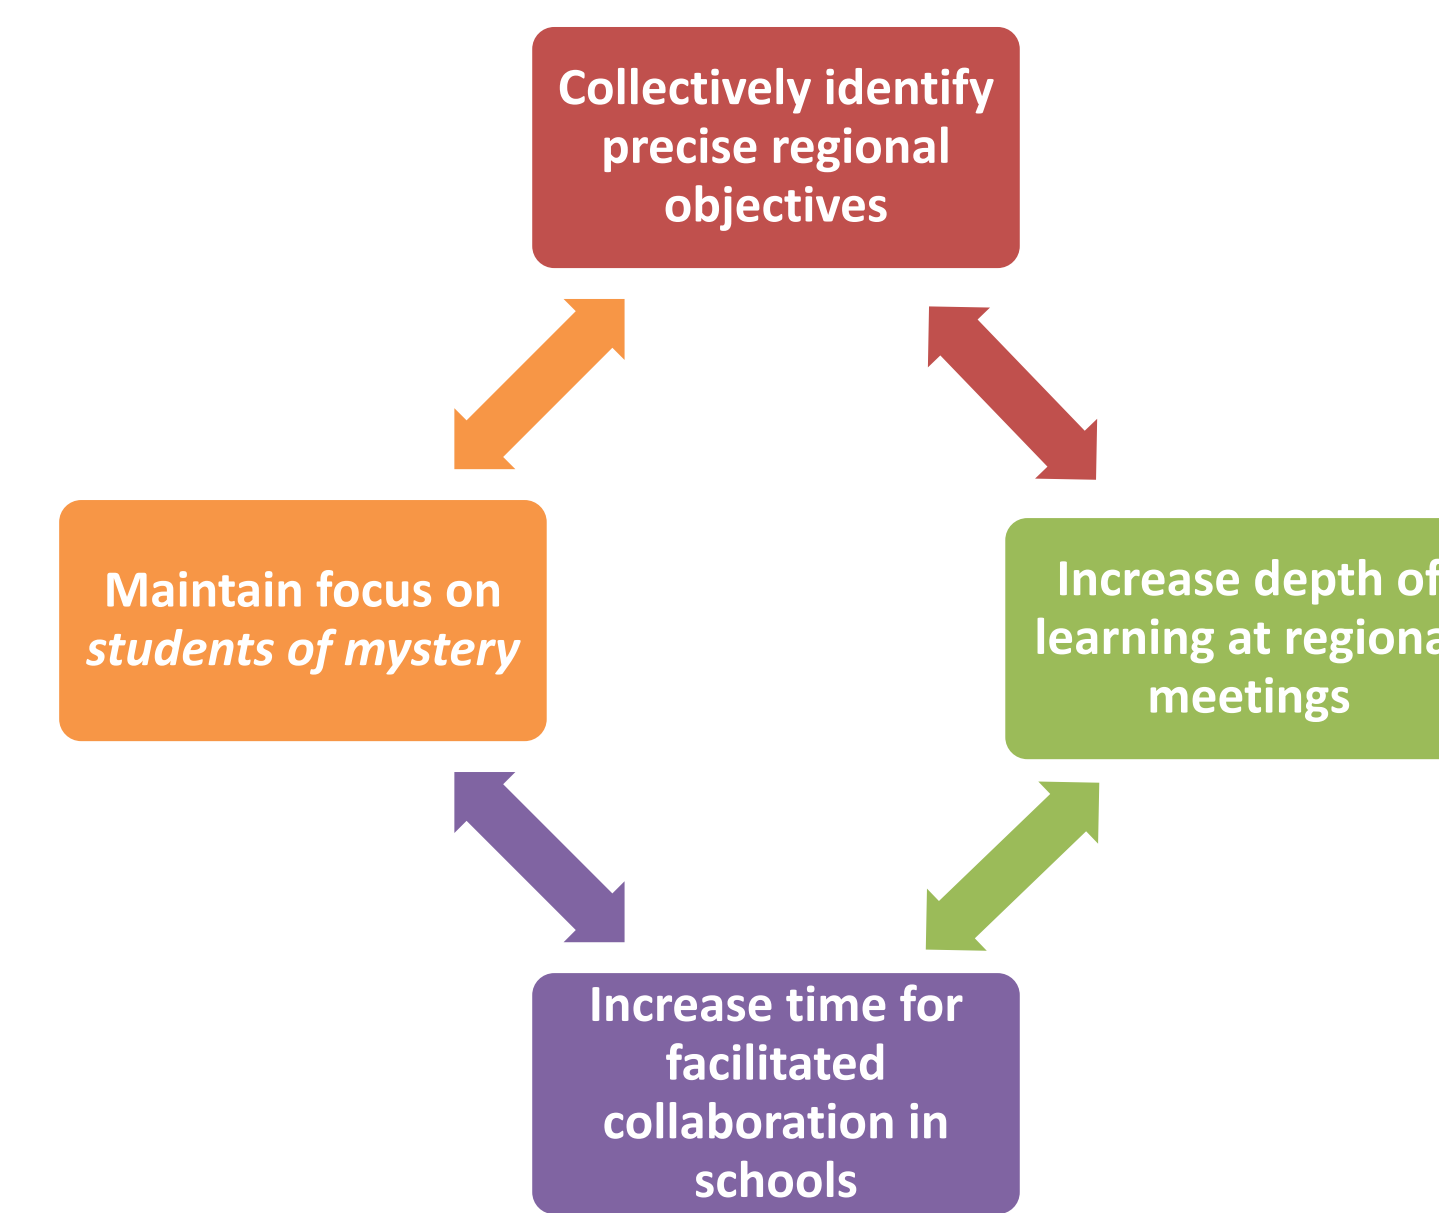 Collectively identify
precise regional
objectives
Maintain focus on
students of mystery
Increase depth of
learning at regional
meetings
Increase time for
facilitated
collaboration in
schools